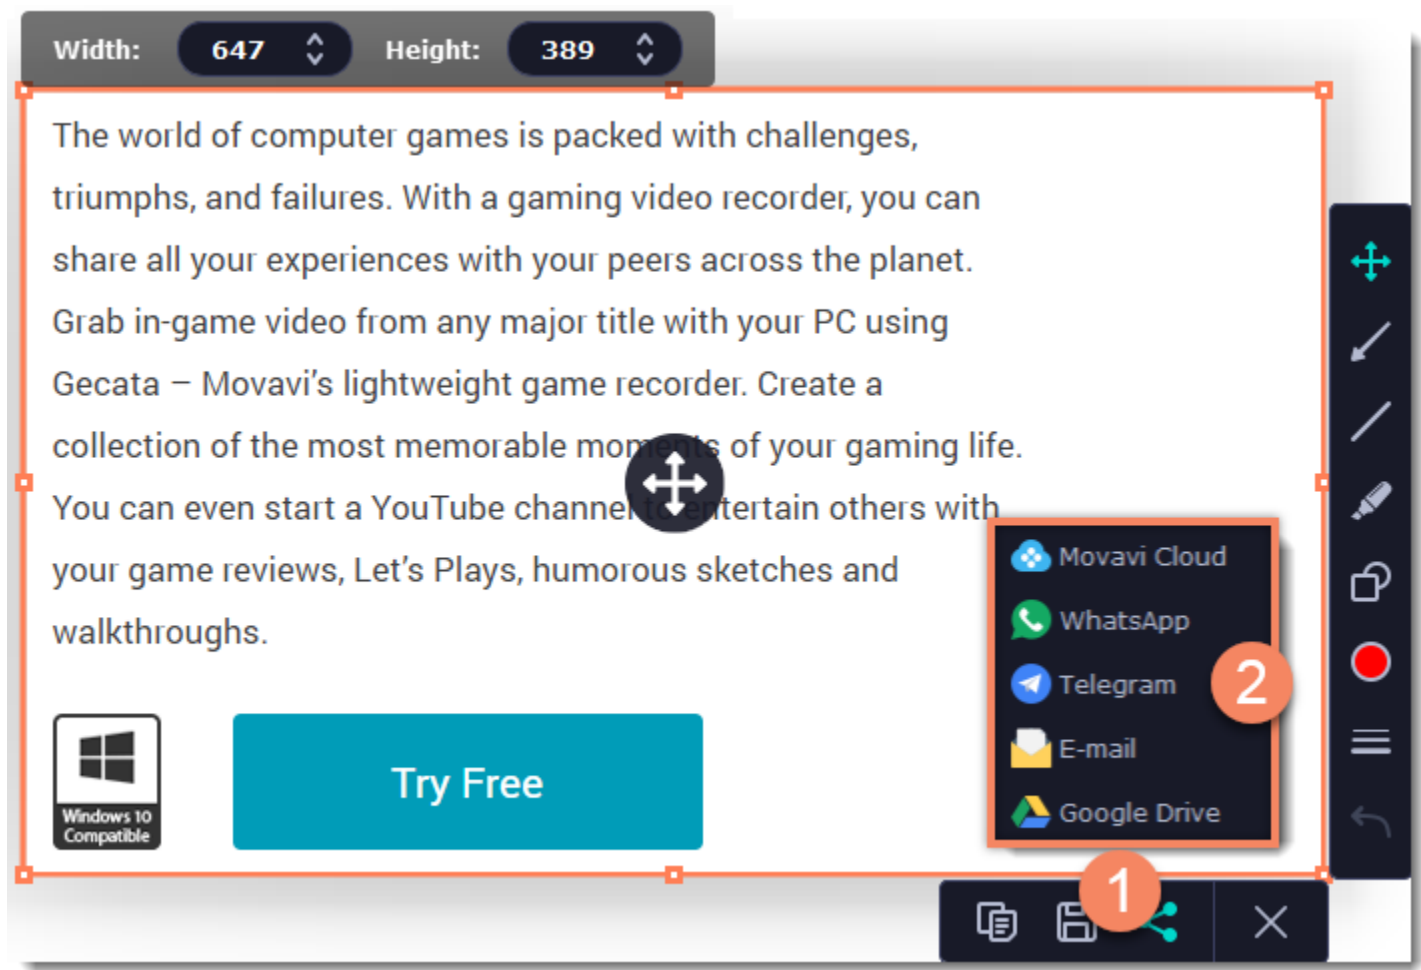 Width: 647 Height: 389
The world of computer games is packed with challenges,
triumphs, and failures. With a gaming video recorder, you can
share all your experiences with your peers across the planet.
Grab in-game video from any major title with your PC using
Gecata – Movavi’s lightweight game recorder. Create a
collection of the most memorable moments of your gaming life.
You can even start a YouTube channel to entertain others with
your game reviews, Let’s Plays, humorous sketches and
walkthroughs.
Movavi Cloud
WhatsApp
Telegram
2
E-mail
Google Drive
Windows 10
Compatible
Try Free
1